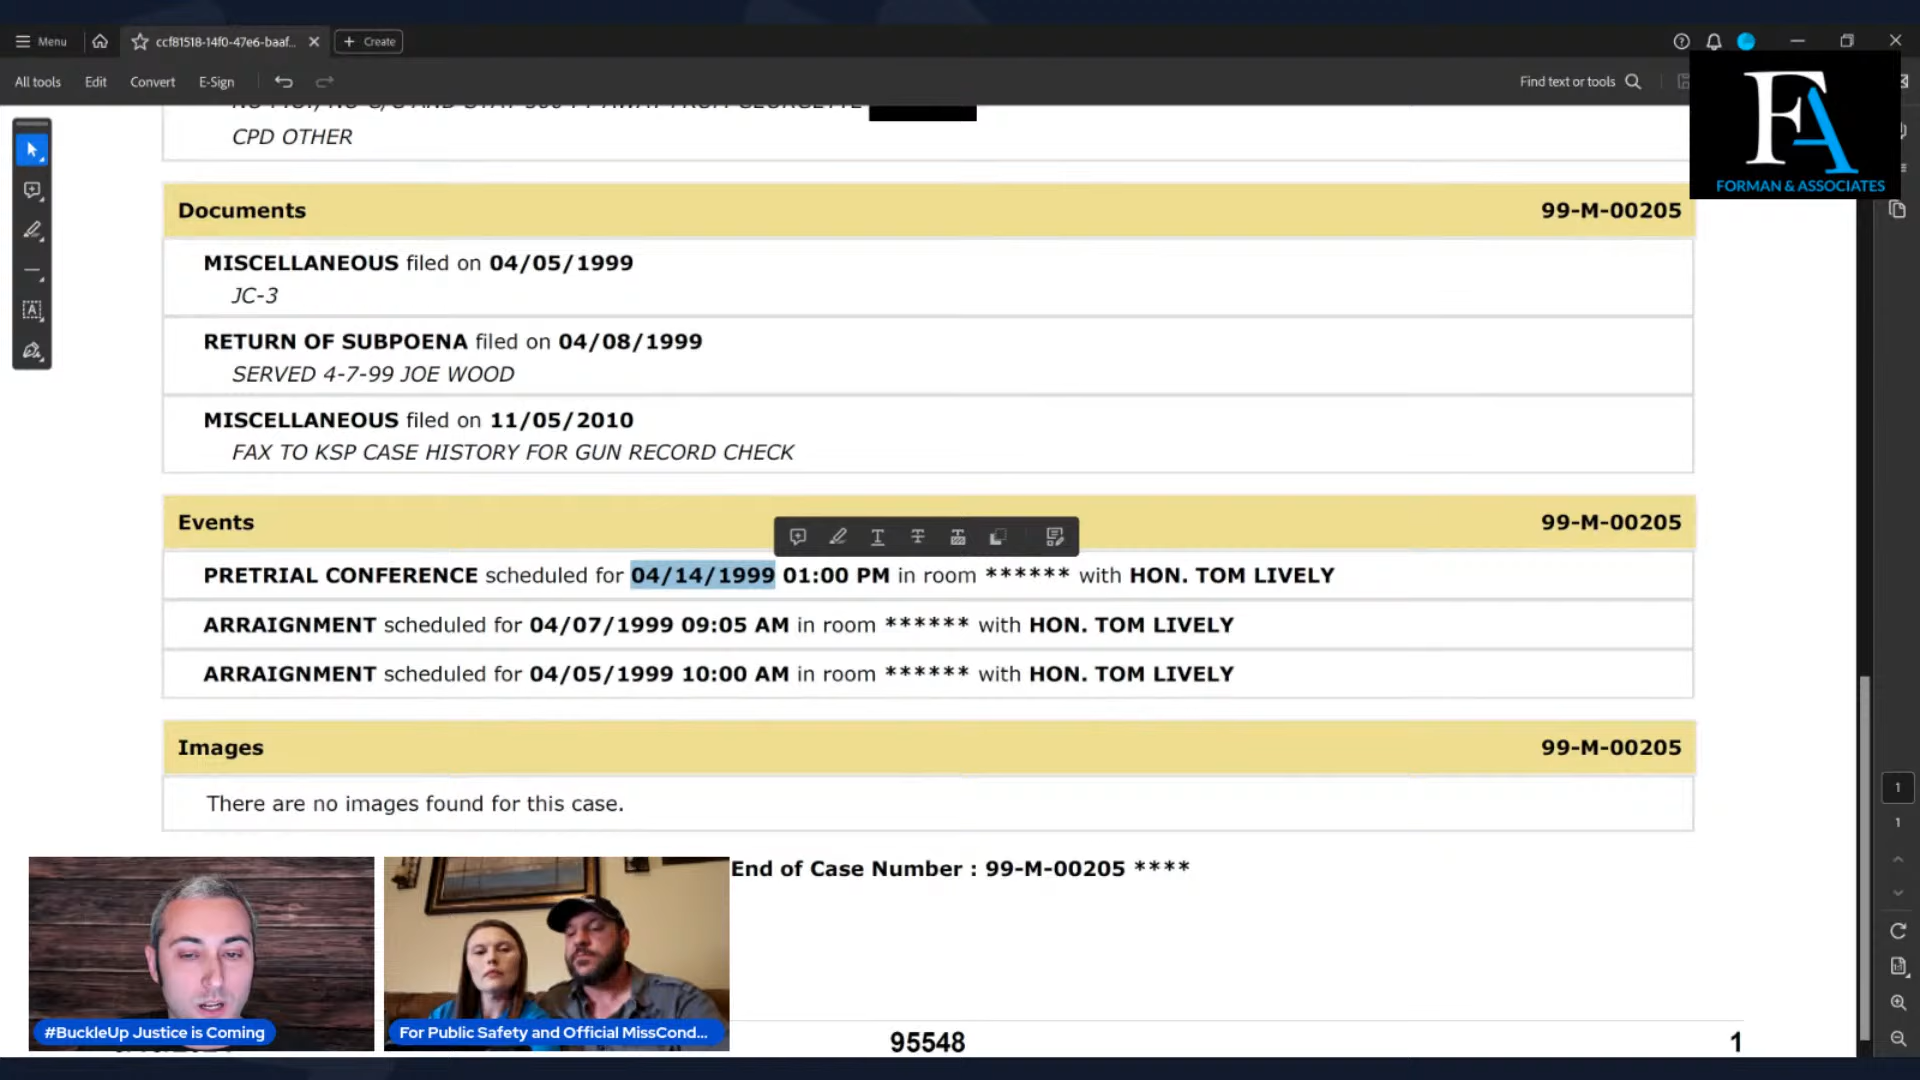 Menu
ccf81518-14f0-47e6-baaf...
Create
All tools
Edit
Convert
E-Sign
Find text or tools
FA
FORMAN & ASSOCIATES
CPD OTHER
Documents 99-M-00205
MISCELLANEOUS filed on 04/05/1999
JC-3
RETURN OF SUBPOENA filed on 04/08/1999
SERVED 4-7-99 JOE WOOD
MISCELLANEOUS filed on 11/05/2010
FAX TO KSP CASE HISTORY FOR GUN RECORD CHECK
Events 99-M-00205
PRETRIAL CONFERENCE scheduled for 04/14/1999 01:00 PM in room ****** with HON. TOM LIVELY
ARRAIGNMENT scheduled for 04/07/1999 09:05 AM in room ****** with HON. TOM LIVELY
ARRAIGNMENT scheduled for 04/05/1999 10:00 AM in room ****** with HON. TOM LIVELY
Images 99-M-00205
There are no images found for this case.
1
1
End of Case Number : 99-M-00205 ****
#BuckleUp Justice is Coming
For Public Safety and Official MissCond...
95548
1